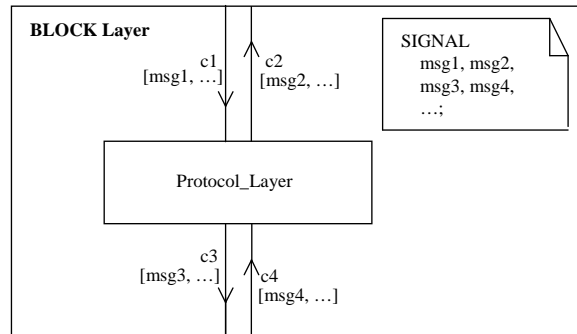 BLOCK Layer
c1
[msg1, …]
c2
[msg2, …]
SIGNAL
msg1, msg2,
msg3, msg4,
…;
Protocol_Layer
c3
[msg3, …]
c4
[msg4, …]